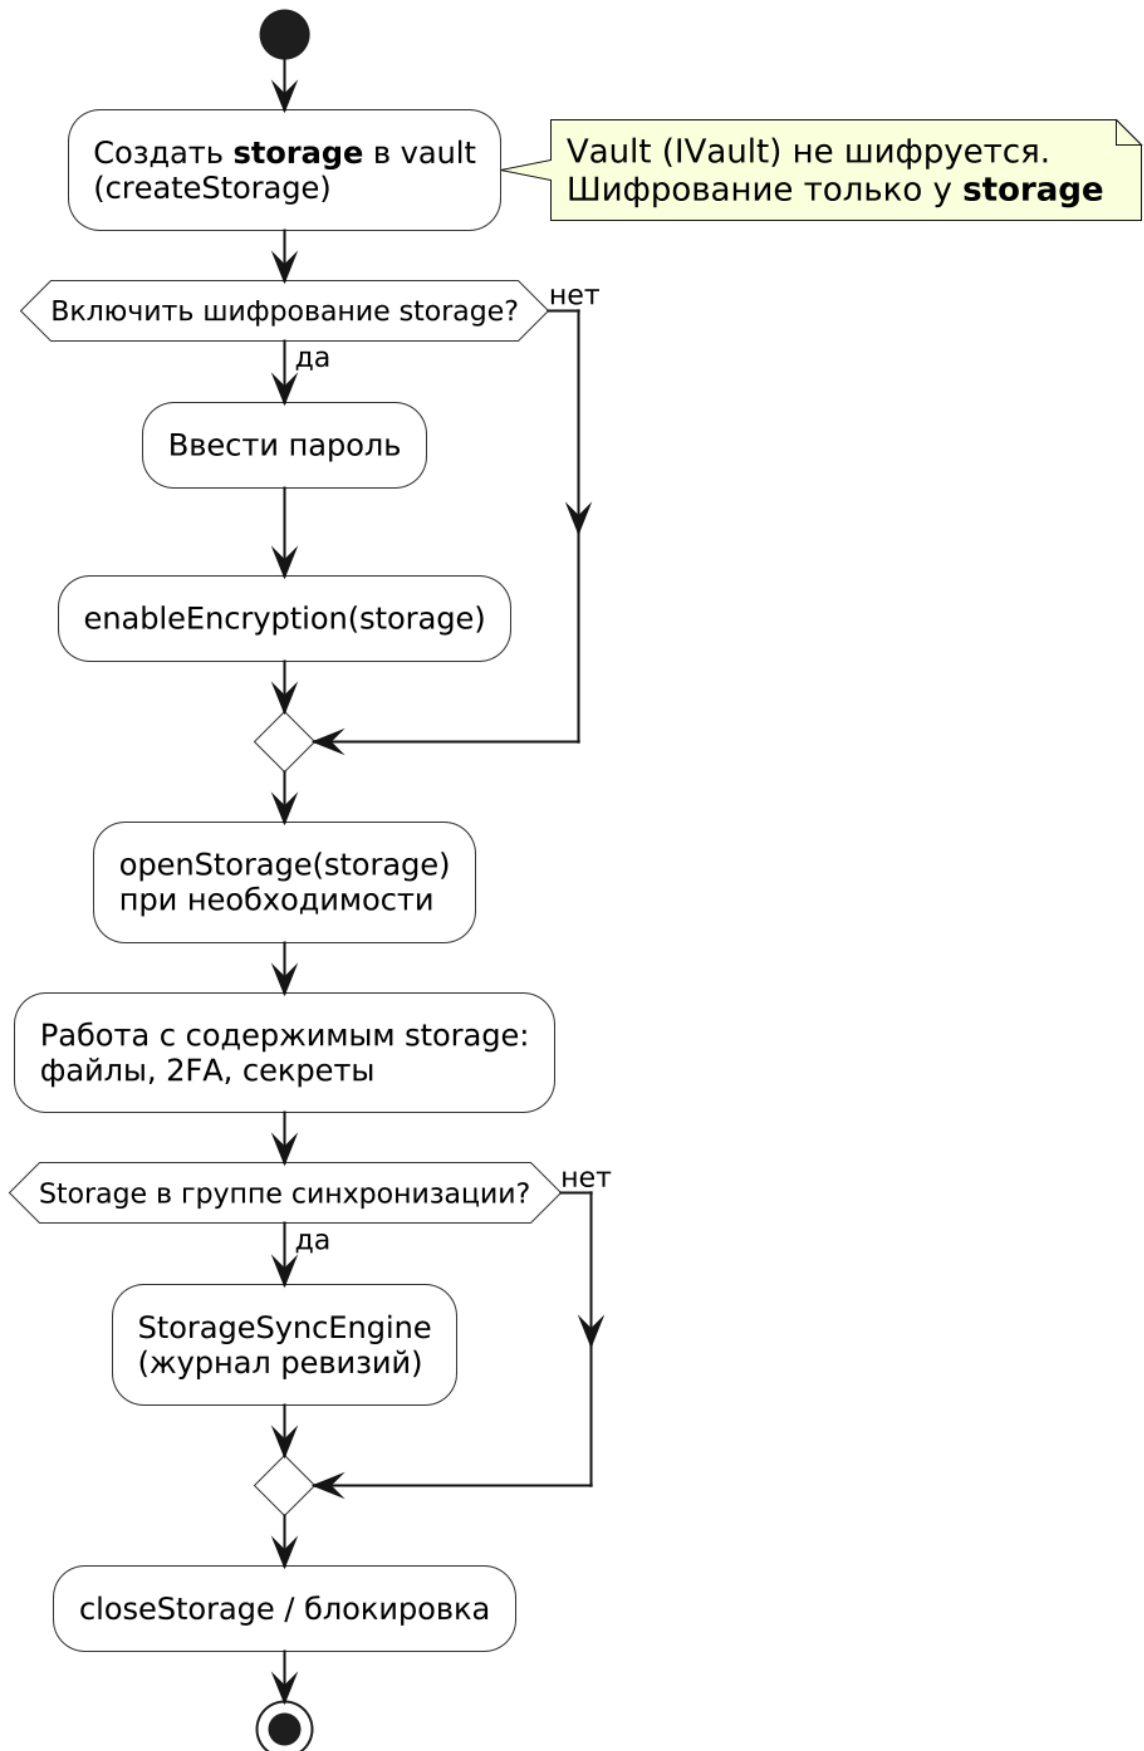 Создать storage в vault
(createStorage)
Vault (IVault) не шифруется.
Шифрование только у storage
Включить шифрование storage?
нет
да
Ввести пароль
enableEncryption(storage)
openStorage(storage)
при необходимости
Работа с содержимым storage:
файлы, 2FA, секреты
Storage в группе синхронизации?
нет
да
StorageSyncEngine
(журнал ревизий)
closeStorage / блокировка